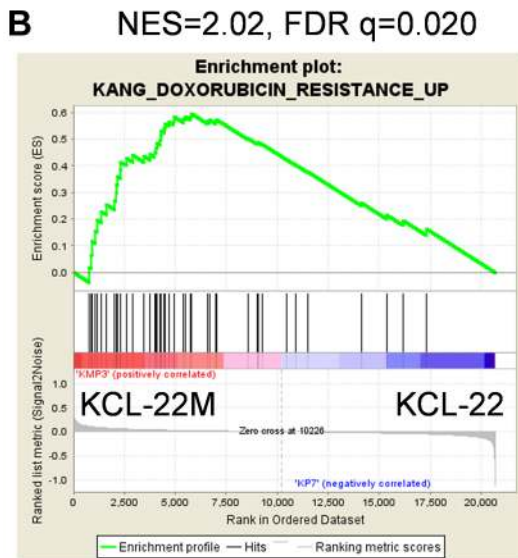 B
NES=2.02, FDR q=0.020
Enrichment plot:
KANG_DOXORUBICIN_RESISTANCE_UP
Enrichment score (ES)
0.6
0.5
0.4
0.3
0.2
0.1
0.0
'KMP3' (positively correlated)
Ranked list metric (Signal2Noise)
1.0
0.5
0.0
-0.5
-1.0
KCL-22M
KCL-22
Zero cross at 10226
'KP7' (negatively correlated)
0 2,500 5,000 7,500 10,000 12,500 15,000 17,500 20,000
Rank in Ordered Dataset
Enrichment profile Hits Ranking metric scores